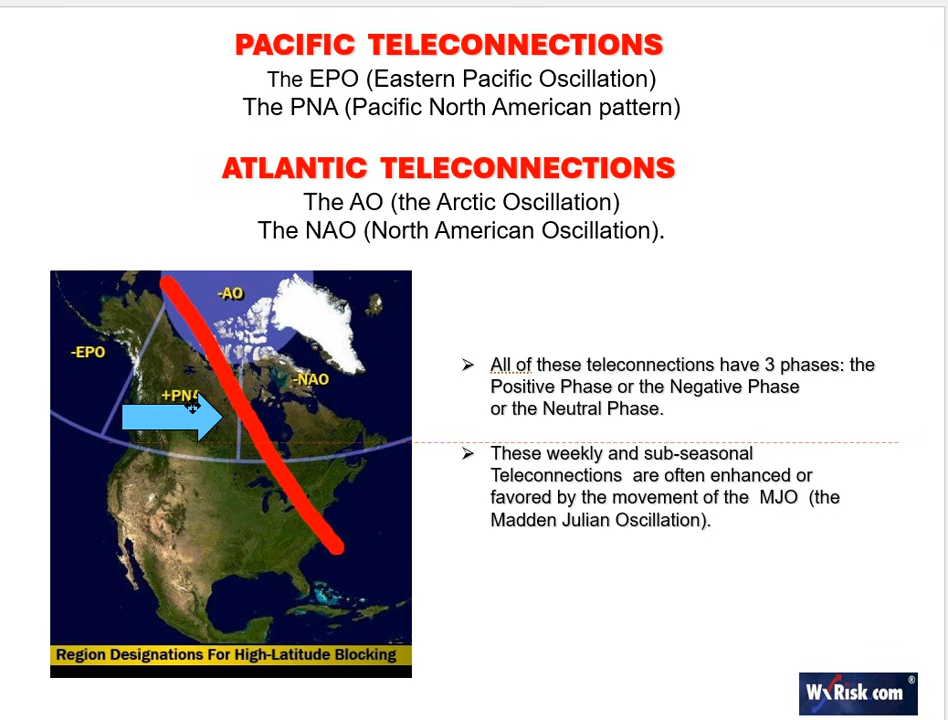 PACIFIC TELECONNECTIONS
The EPO (Eastern Pacific Oscillation)
The PNA (Pacific North American pattern)
ATLANTIC TELECONNECTIONS
The AO (the Arctic Oscillation)
The NAO (North American Oscillation).
-AO
-EPO
-NAO
+PNA
Region Designations For High-Latitude Blocking
➢ All of these teleconnections have 3 phases: the
Positive Phase or the Negative Phase
or the Neutral Phase.
➢ These weekly and sub-seasonal
Teleconnections are often enhanced or
favored by the movement of the MJO (the
Madden Julian Oscillation).
WxRisk com ®